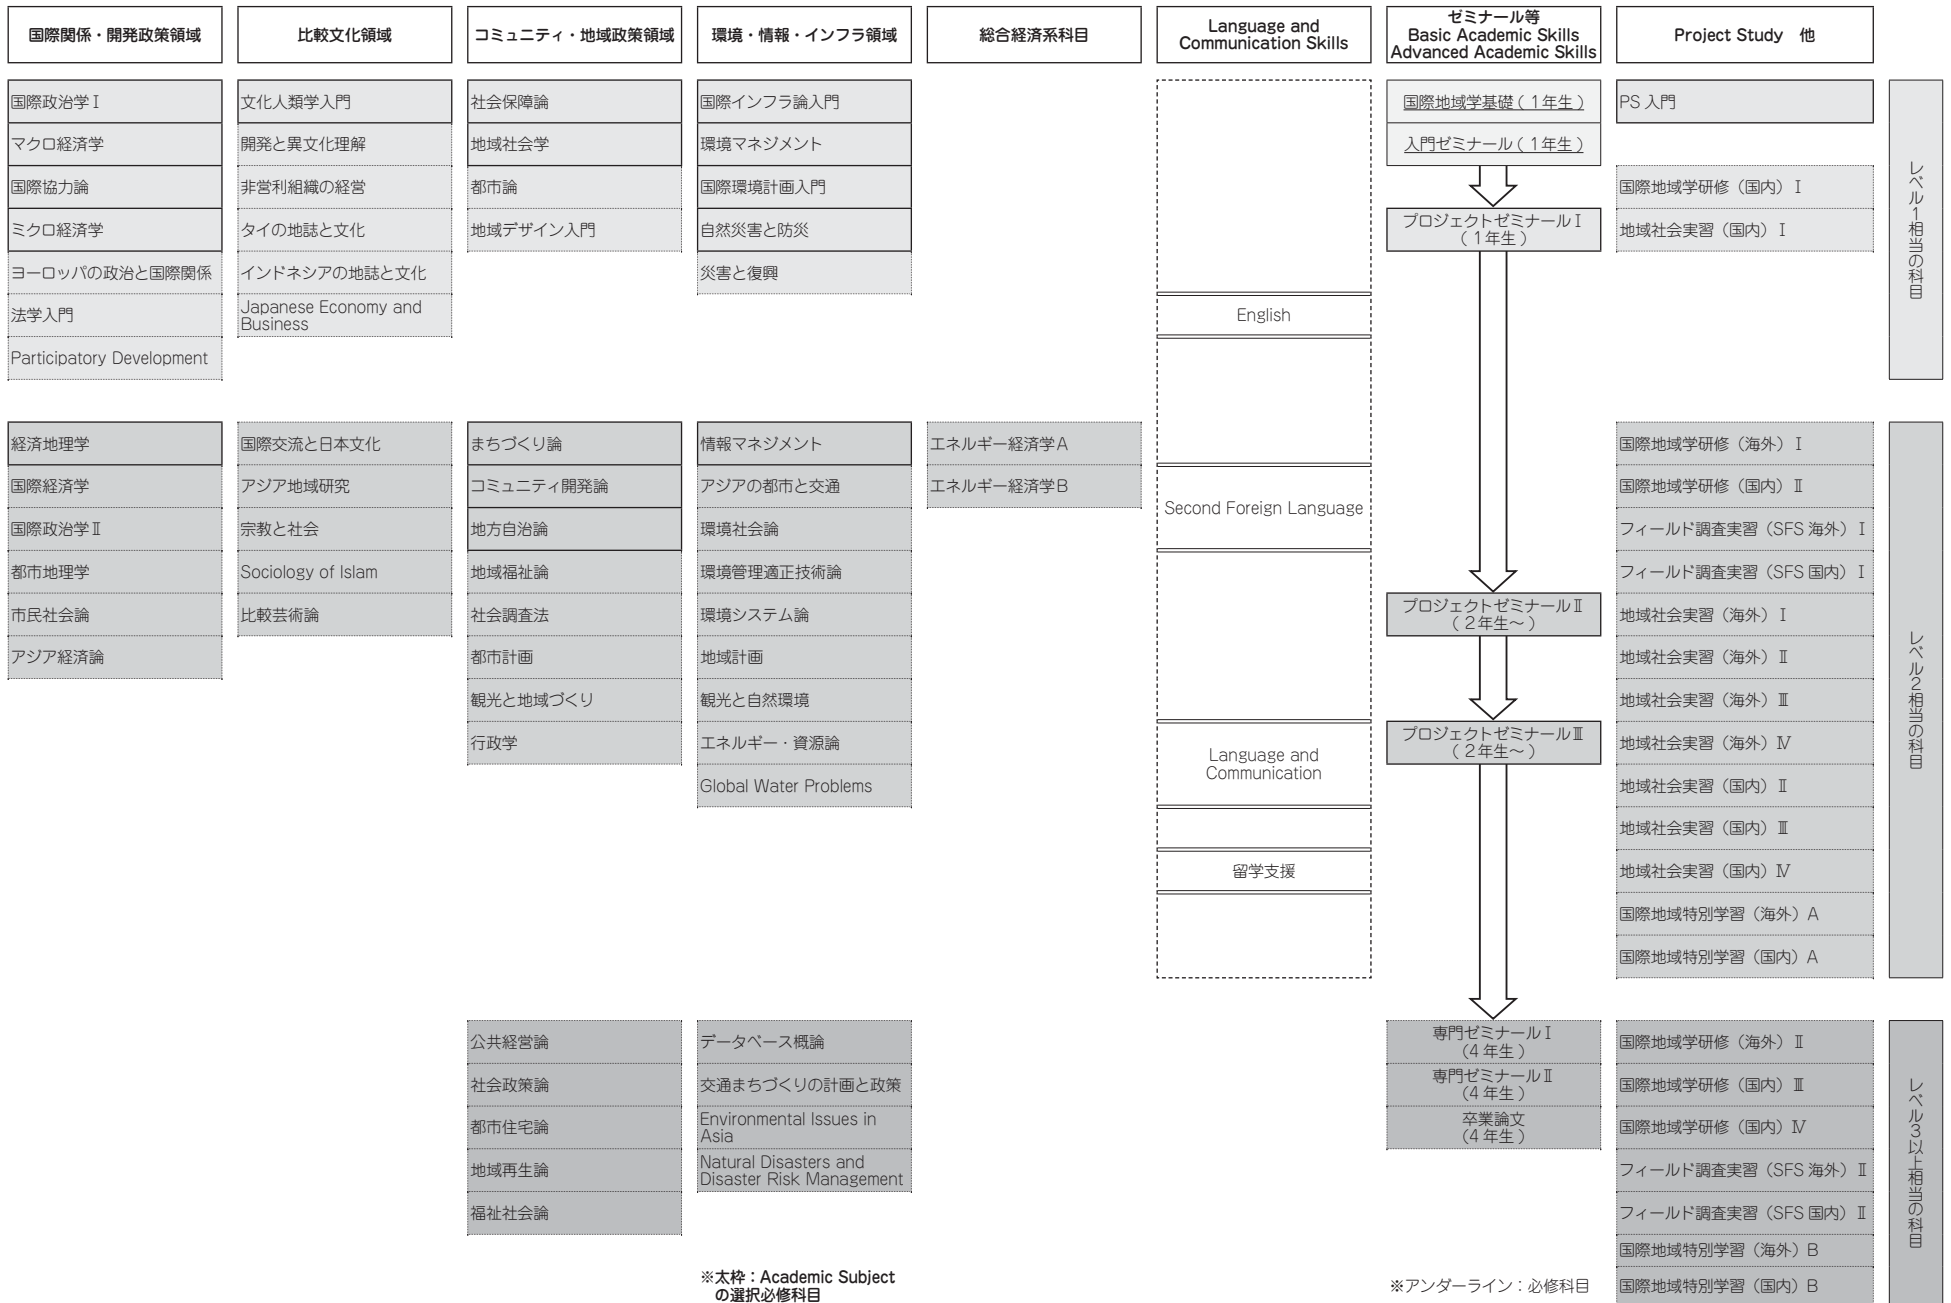 国際関係・開発政策領域
比較文化領域
コミュニティ・地域政策領域
環境・情報・インフラ領域
総合経済系科目
Language and
Communication Skills
ゼミナール等
Basic Academic Skills
Advanced Academic Skills
Project Study 他
国際政治学Ⅰ
マクロ経済学
国際協力論
ミクロ経済学
ヨーロッパの政治と国際関係
法学入門
Participatory Development
文化人類学入門
開発と異文化理解
非営利組織の経営
タイの地誌と文化
インドネシアの地誌と文化
Japanese Economy and
Business
社会保障論
地域社会学
都市論
地域デザイン入門
国際インフラ論入門
環境マネジメント
国際環境計画入門
自然災害と防災
災害と復興
国際地域学基礎(1年生)
入門ゼミナール(1年生)
プロジェクトゼミナールⅠ
(1年生)
PS 入門
国際地域学研修(国内)Ⅰ
地域社会実習(国内)Ⅰ
レベル1相当の科目
経済地理学
国際経済学
国際政治学Ⅱ
都市地理学
市民社会論
アジア経済論
国際交流と日本文化
アジア地域研究
宗教と社会
Sociology of Islam
比較芸術論
まちづくり論
コミュニティ開発論
地方自治論
地域福祉論
社会調査法
都市計画
観光と地域づくり
行政学
情報マネジメント
アジアの都市と交通
環境社会論
環境管理適正技術論
環境システム論
地域計画
観光と自然環境
エネルギー・資源論
Global Water Problems
エネルギー経済学A
エネルギー経済学B
English
Second Foreign Language
Language and
Communication
留学支援
プロジェクトゼミナールⅡ
(2年生～)
プロジェクトゼミナールⅢ
(2年生～)
国際地域学研修(海外)Ⅰ
国際地域学研修(国内)Ⅱ
フィールド調査実習(SFS 海外)Ⅰ
フィールド調査実習(SFS 国内)Ⅰ
地域社会実習(海外)Ⅰ
地域社会実習(海外)Ⅱ
地域社会実習(海外)Ⅲ
地域社会実習(海外)Ⅳ
地域社会実習(国内)Ⅱ
地域社会実習(国内)Ⅲ
地域社会実習(国内)Ⅳ
国際地域特別学習(海外)A
国際地域特別学習(国内)A
レベル2相当の科目
公共経営論
社会政策論
都市住宅論
地域再生論
福祉社会論
データベース概論
交通まちづくりの計画と政策
Environmental Issues in
Asia
Natural Disasters and
Disaster Risk Management
専門ゼミナールⅠ
(4年生)
専門ゼミナールⅡ
(4年生)
卒業論文
(4年生)
国際地域学研修(海外)Ⅱ
国際地域学研修(国内)Ⅲ
国際地域学研修(国内)Ⅳ
フィールド調査実習(SFS 海外)Ⅱ
フィールド調査実習(SFS 国内)Ⅱ
国際地域特別学習(海外)B
国際地域特別学習(国内)B
レベル3以上相当の科目
※太枠：Academic Subject
の選択必修科目
※アンダーライン：必修科目